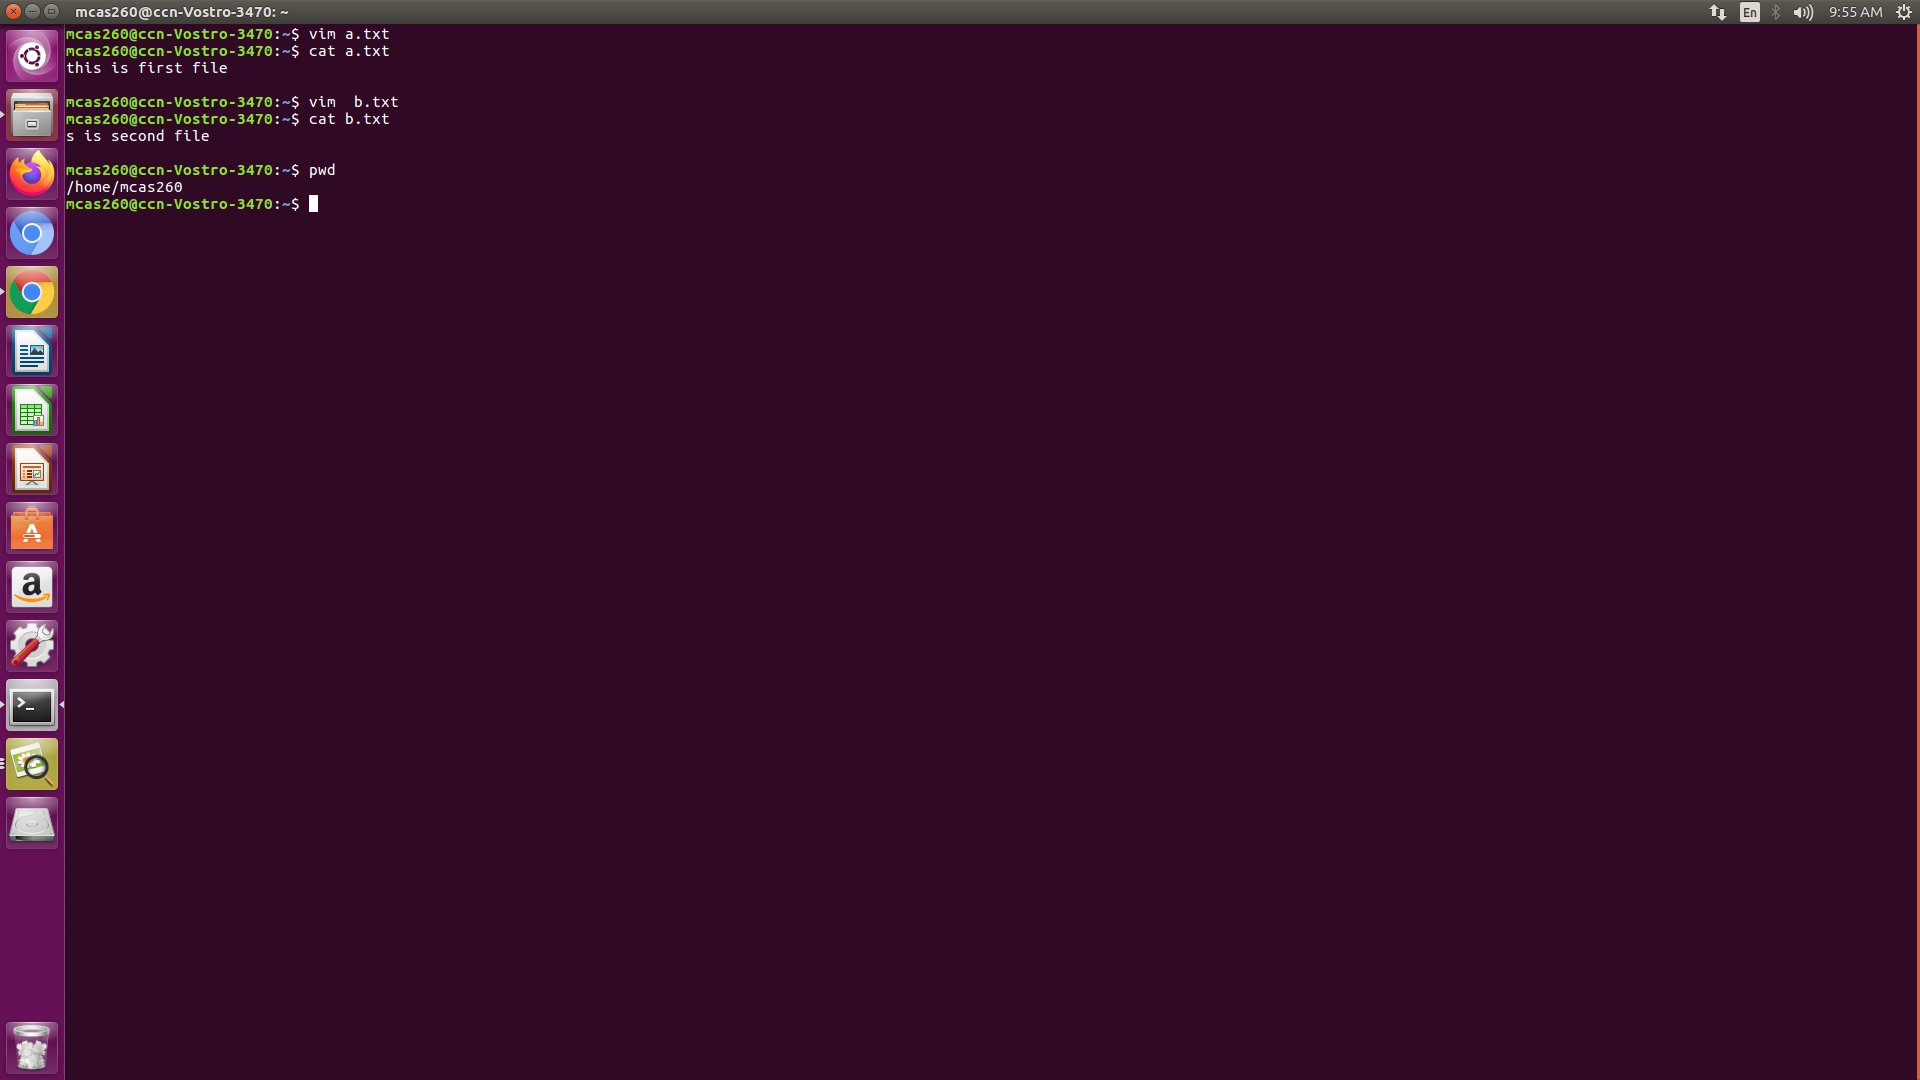 mcas260@ccn-Vostro-3470: ~
En
9:55 AM
mcas260@ccn-Vostro-3470:~$ vim a.txt
mcas260@ccn-Vostro-3470:~$ cat a.txt
this is first file
mcas260@ccn-Vostro-3470:~$ vim  b.txt
mcas260@ccn-Vostro-3470:~$ cat b.txt
s is second file
mcas260@ccn-Vostro-3470:~$ pwd
/home/mcas260
mcas260@ccn-Vostro-3470:~$